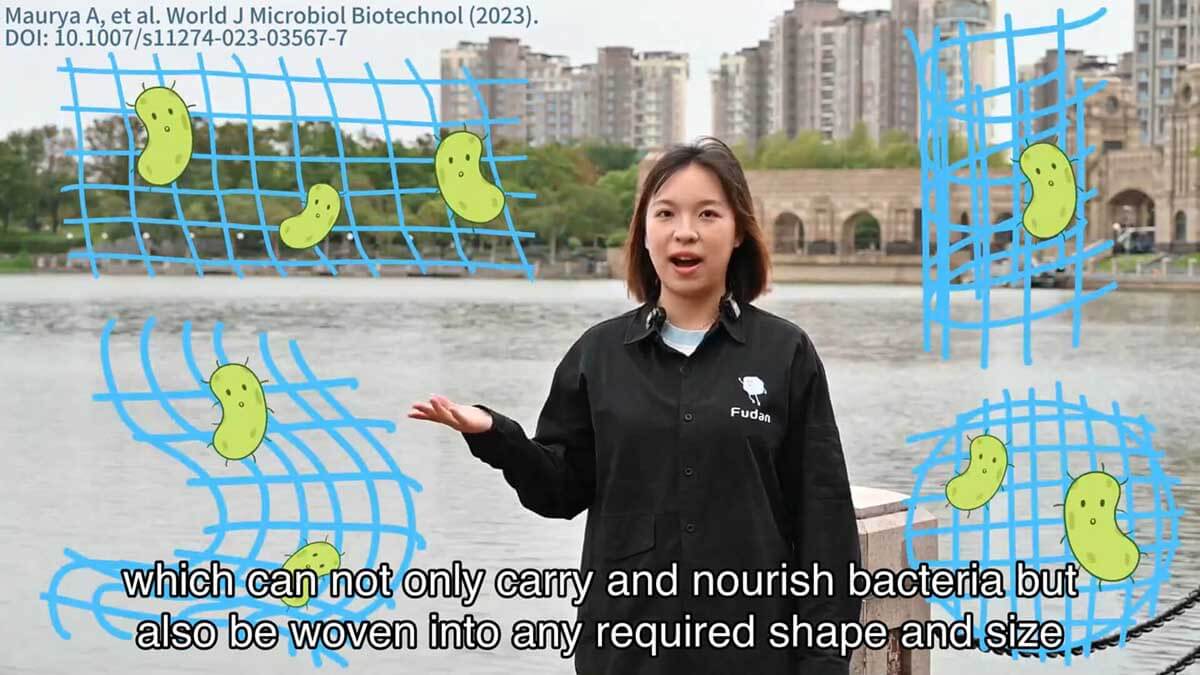 Maurya A, et al. World J Microbiol Biotechnol (2023).
DOI: 10.1007/s11274-023-03567-7
Fudan
which can not only carry and nourish bacteria but
also be woven into any required shape and size